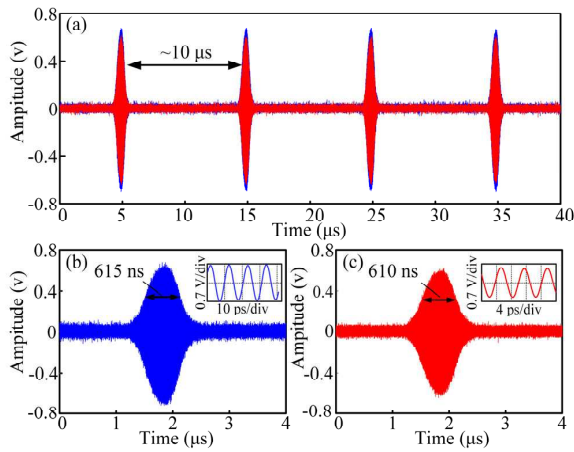 (a)
~10 μs
Ampitude (v)
0.8
0.4
0
-0.4
-0.8
0 5 10 15 20 25 30 35 40
Time (μs)
(b)
615 ns
0.7 V/div
10 ps/div
Ampitude (v)
0.8
0.4
0
-0.4
-0.8
0 1 2 3 4
Time (μs)
(c)
610 ns
0.7 V/div
4 ps/div
Ampitude (v)
0.8
0.4
0
-0.4
-0.8
0 1 2 3 4
Time (μs)